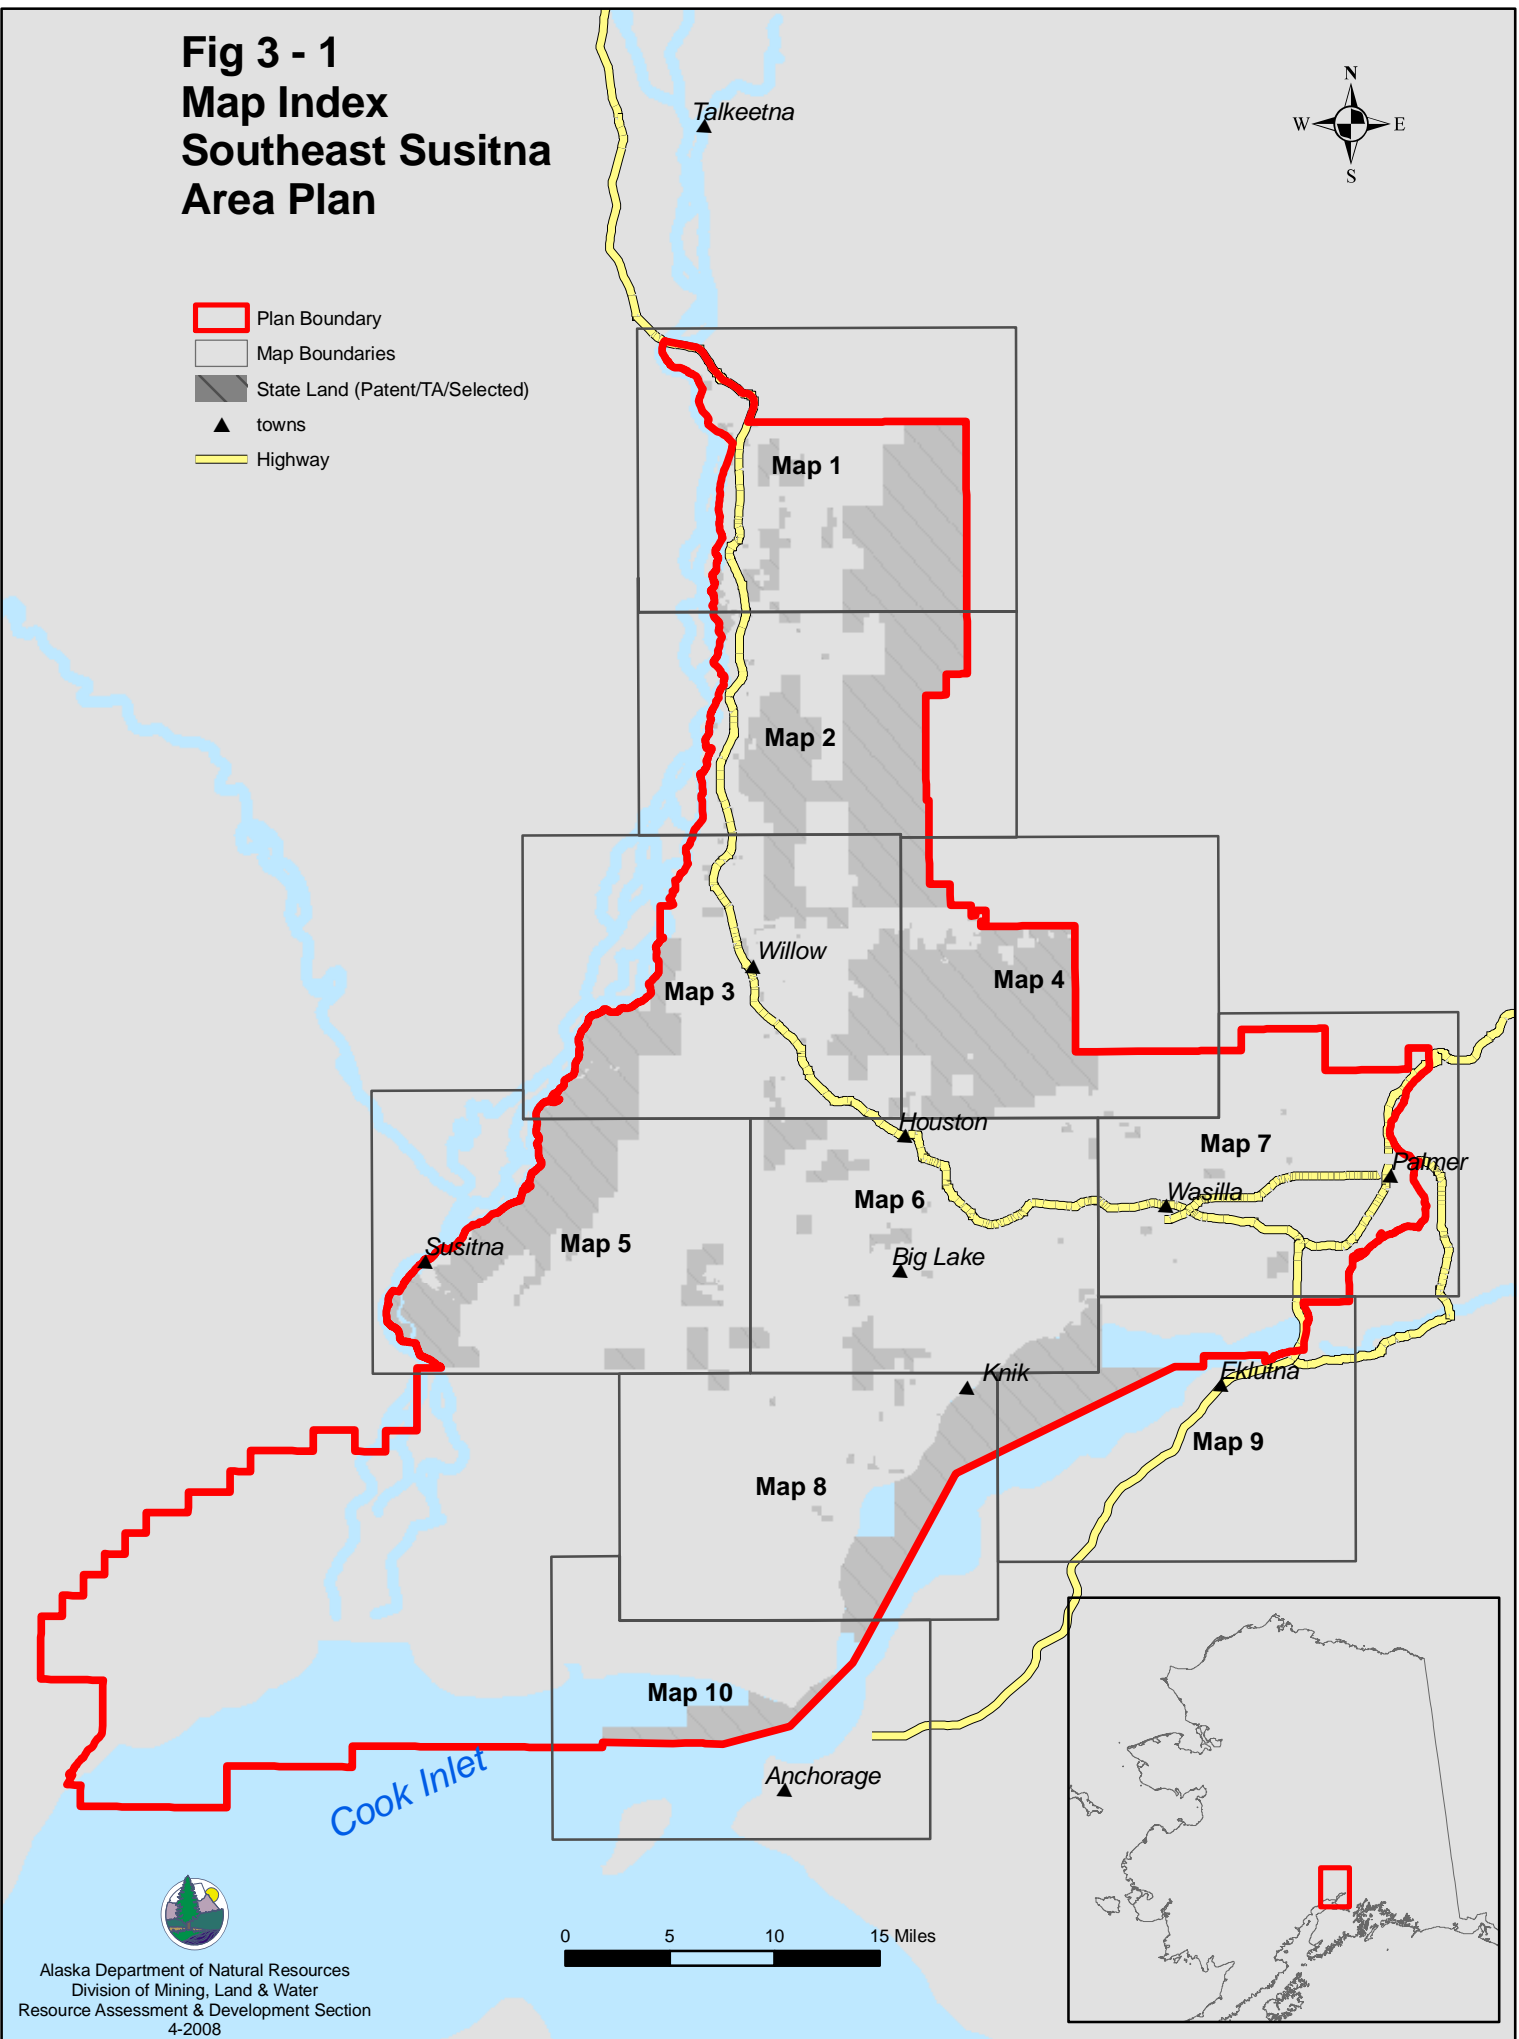 Fig 3 - 1
Map Index
Southeast Susitna
Area Plan
N
W
E
S
Talkeetna
Plan Boundary
Map Boundaries
State Land (Patent/TA/Selected)
towns
Highway
Map 1
Map 2
Willow
Map 3
Map 4
Houston
Map 7
Palmer
Wasilla
Map 6
Susitna
Map 5
Big Lake
Knik
Eklutna
Map 9
Map 8
Map 10
Cook Inlet
Anchorage
0 5 10 15 Miles
Alaska Department of Natural Resources
Division of Mining, Land & Water
Resource Assessment & Development Section
4-2008